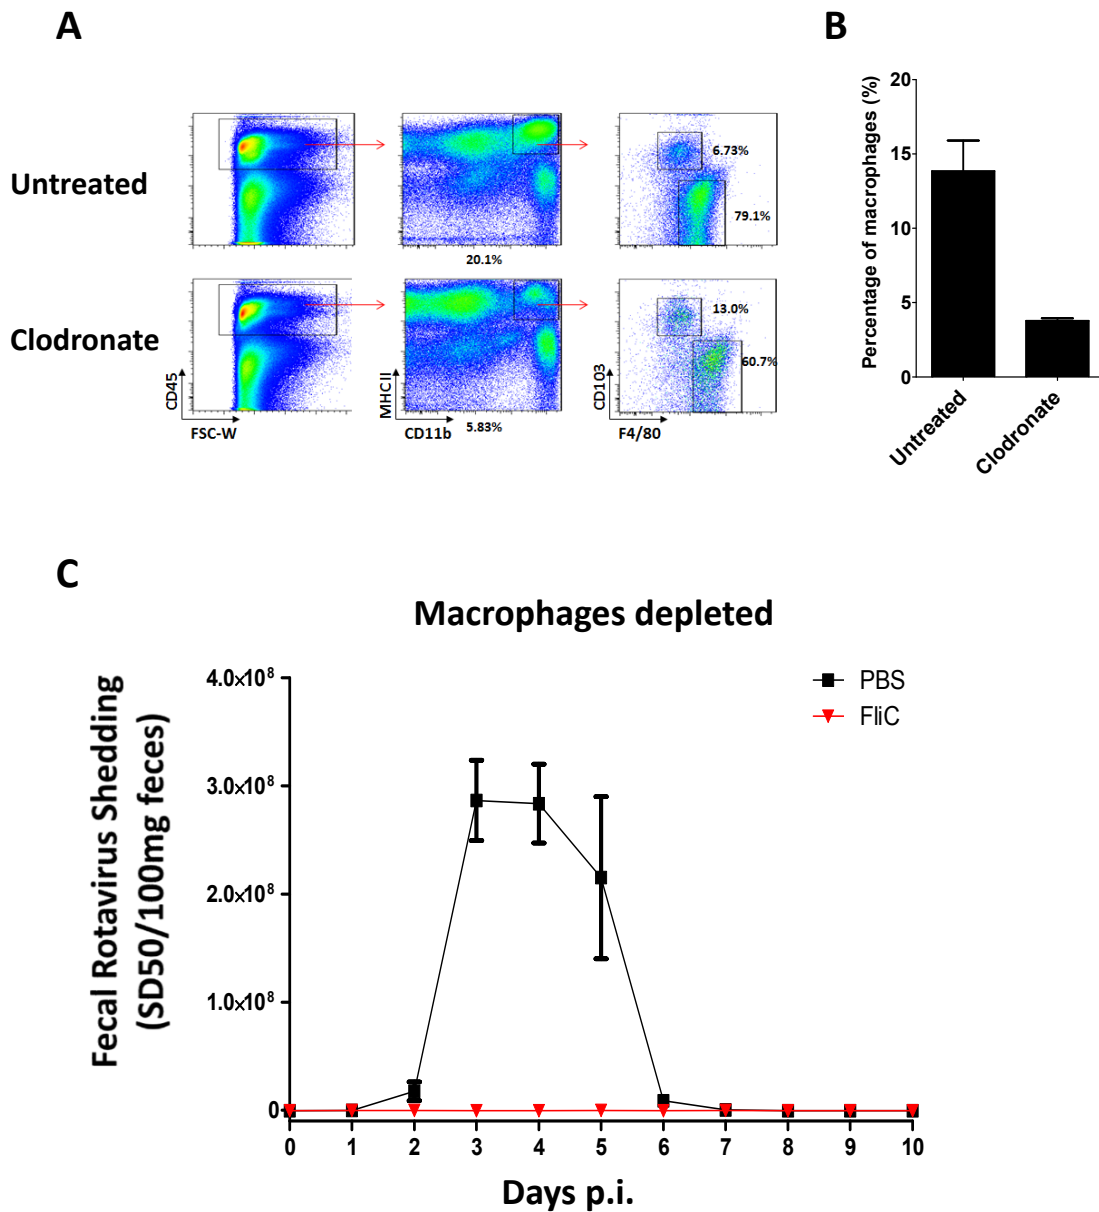 A
B
Untreated
6.73%
79.1%
20.1%
Clodronate
13.0%
60.7%
CD45
FSC-W
MHC II
CD11b
5.83%
CD103
F4/80
Percentage of macrophages (%)
20
15
10
5
0
Untreated
Clodronate
C
Macrophages depleted
PBS
FliC
Fecal Rotavirus Shedding
(SD50/100mg feces)
4.0×10⁸
3.0×10⁸
2.0×10⁸
1.0×10⁸
0
0 1 2 3 4 5 6 7 8 9 10
Days p.i.